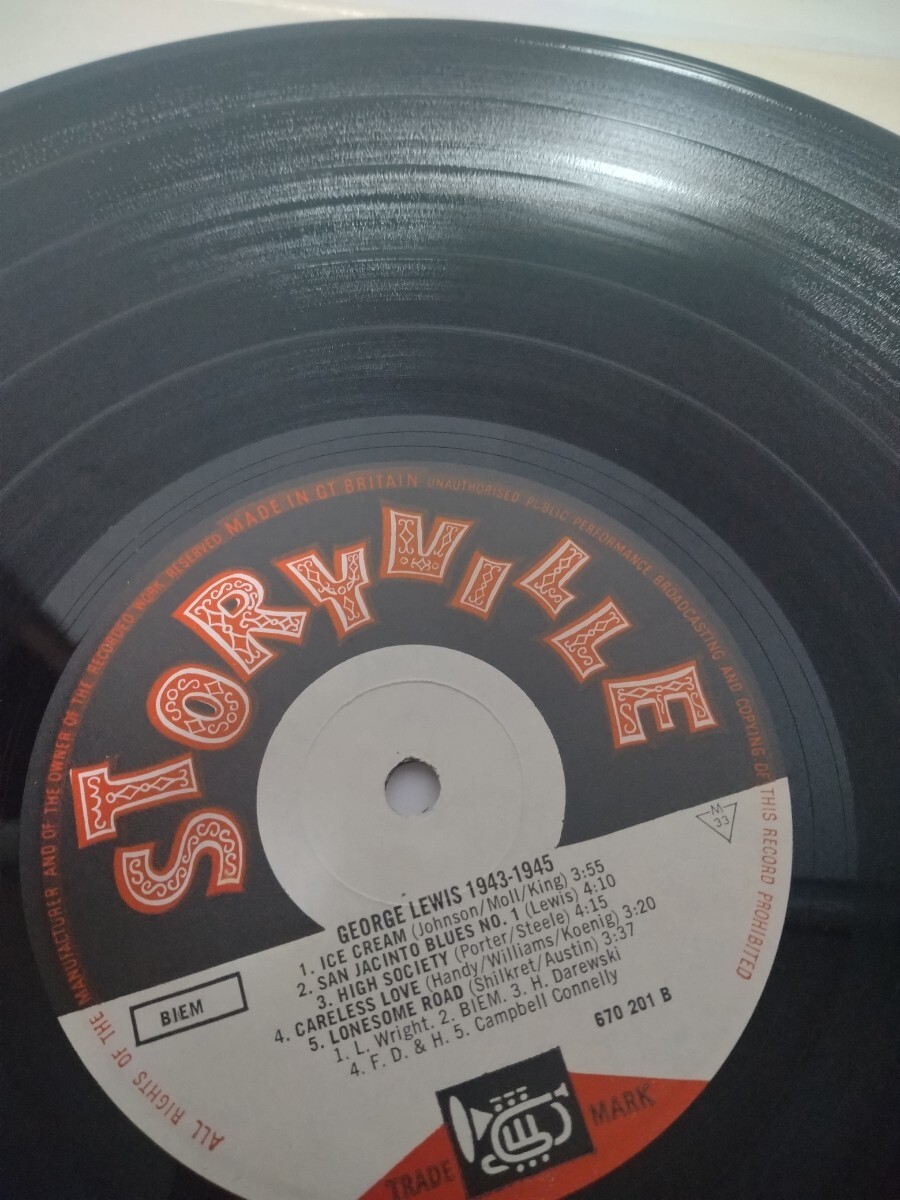 ALL RIGHTS OF THE MANUFACTURER AND OF THE OWNER OF THE RECORDED WORK RESERVED MADE IN GT BRITAIN UNAUTHORISED PUBLIC PERFORMANCE BROADCASTING AND COPYING OF THIS RECORD PROHIBITED
STORYVILLE
M
33
BIEM
GEORGE LEWIS 1943-1945
1. ICE CREAM (Johnson/Moll/King) 3:55
2. SAN JACINTO BLUES NO. 1 (Lewis) 4:10
3. HIGH SOCIETY (Porter/Steele) 4:15
4. CARELESS LOVE (Handy/Williams/Koenig) 3:20
5. LONESOME ROAD (Shilkret/Austin) 3:37
1. L. Wright. 2. BIEM. 3. H. Darewski
4. F. D. & H. 5. Campbell Connelly
670 201 B
TRADE MARK